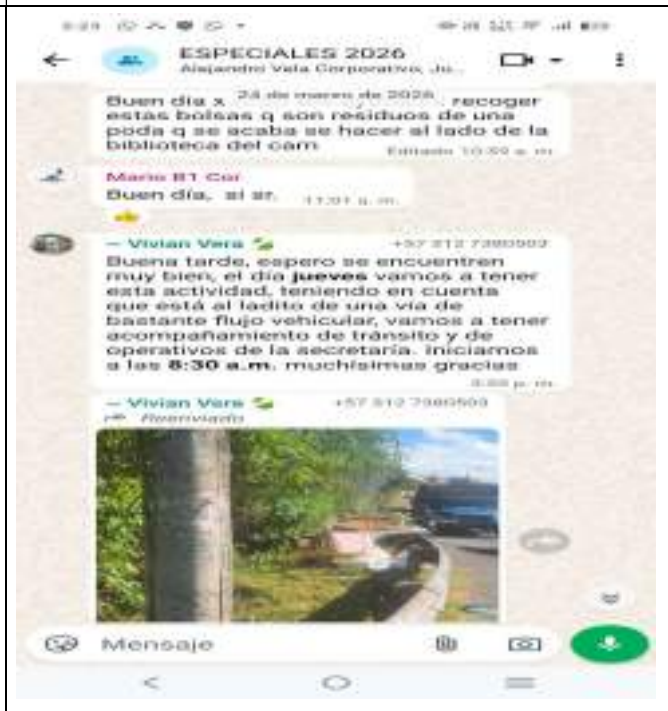 ESPECIALES 2026
Alejandro Vela Corporativo, Ju...
24 de marzo de 2026
Buen día x recoger
estas bolsas q son residuos de una
poda q se acaba se hacer al lado de la
biblioteca del cam
Editado 10:59 a. m.
Mario B1 Cor
Buen día, si sr.
11:01 a. m.
~ Vivian Vera
Buena tarde, espero se encuentren
muy bien, el día jueves vamos a tener
esta actividad, teniendo en cuenta
que está al ladito de una vía de
bastante flujo vehicular, vamos a tener
acompañamiento de tránsito y de
operativos de la secretaría. Iniciamos
a las 8:30 a.m. muchísimas gracias
~ Vivian Vera
Reenviado
Mensaje